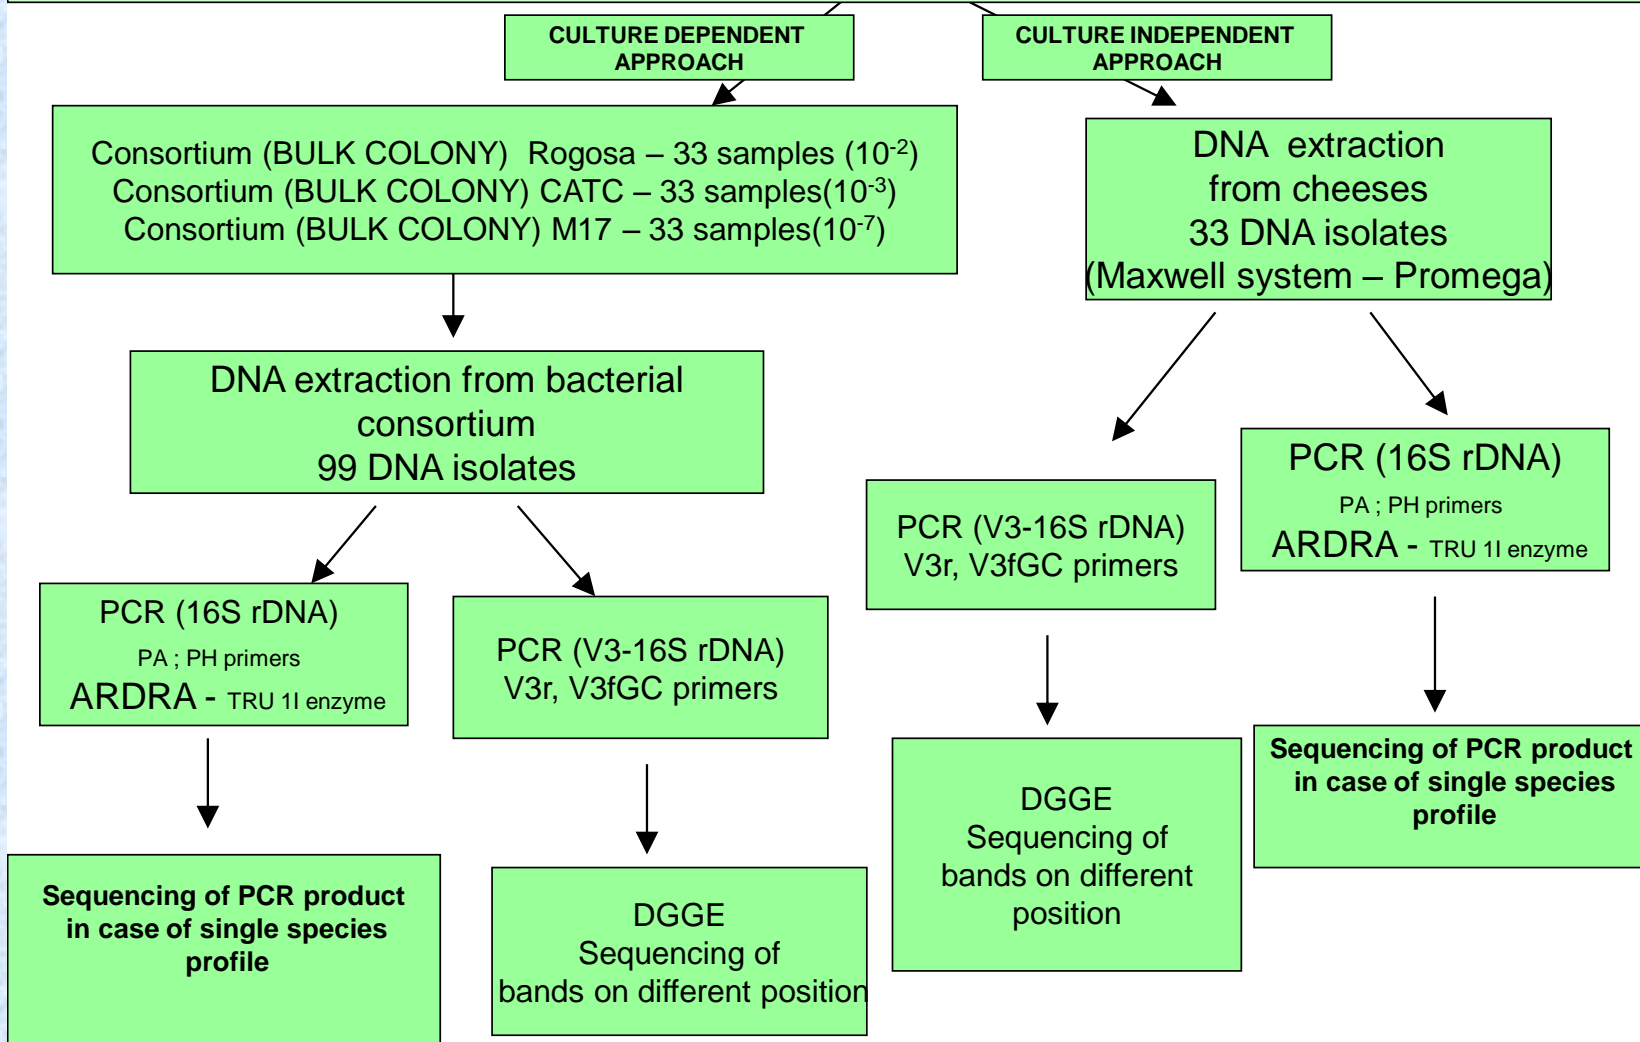 CULTURE DEPENDENT
APPROACH
CULTURE INDEPENDENT
APPROACH
Consortium (BULK COLONY) Rogosa – 33 samples (10⁻²)
Consortium (BULK COLONY) CATC – 33 samples(10⁻³)
Consortium (BULK COLONY) M17 – 33 samples(10⁻⁷)
DNA extraction
from cheeses
33 DNA isolates
(Maxwell system – Promega)
DNA extraction from bacterial
consortium
99 DNA isolates
PCR (16S rDNA)
PA ; PH primers
ARDRA - TRU 1I enzyme
PCR (V3-16S rDNA)
V3r, V3fGC primers
PCR (V3-16S rDNA)
V3r, V3fGC primers
PCR (16S rDNA)
PA ; PH primers
ARDRA - TRU 1I enzyme
Sequencing of PCR product
in case of single species
profile
DGGE
Sequencing of
bands on different position
DGGE
Sequencing of
bands on different
position
Sequencing of PCR product
in case of single species
profile